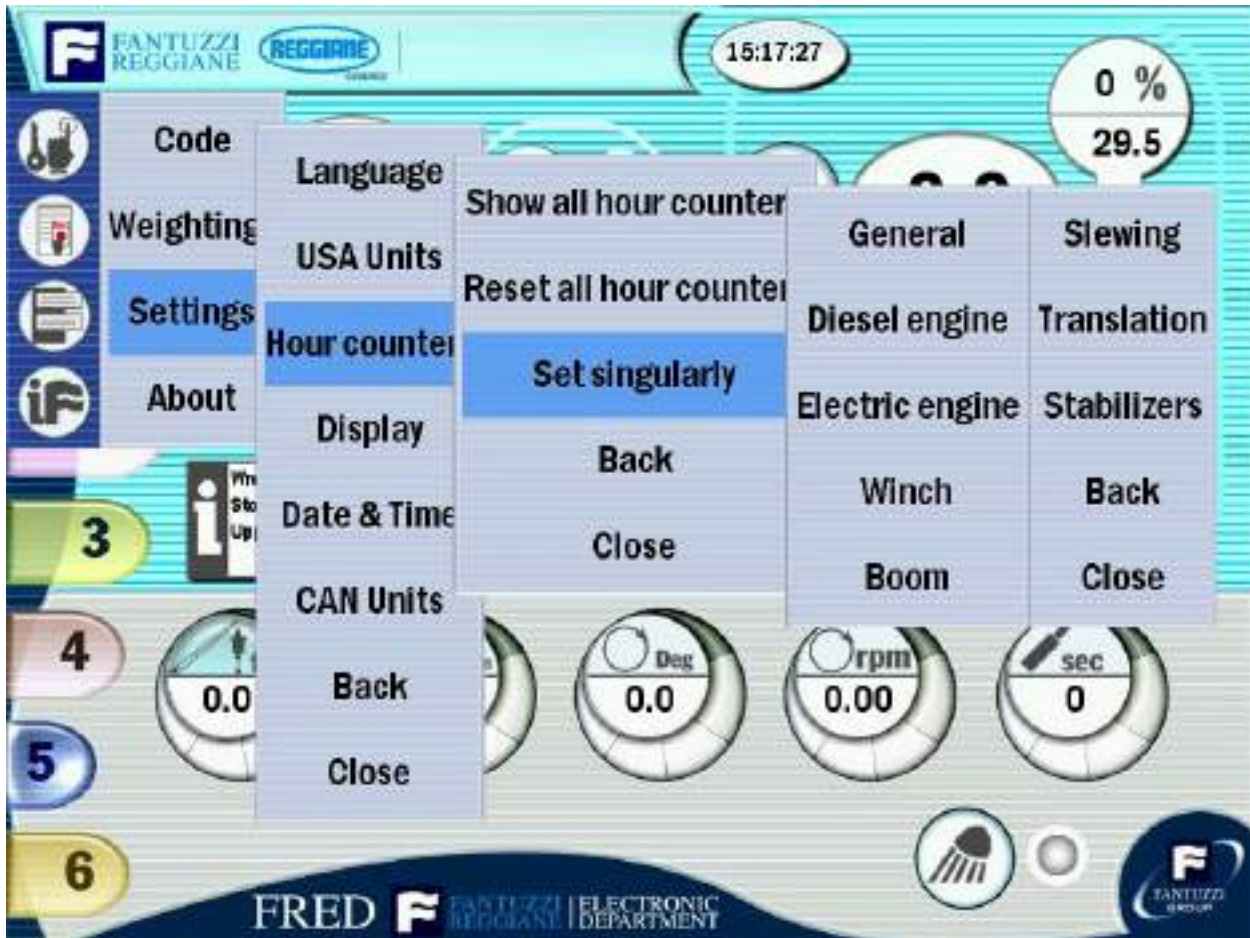 FANTUZZI
REGGIANE
REGGIANE
15:17:27
0 %
29.5
Code
Weighting
Settings
About
Language
USA Units
Hour counter
Display
Date & Time
CAN Units
Back
Close
Show all hour counter
Reset all hour counter
Set singularly
Back
Close
General
Diesel engine
Electric engine
Winch
Boom
Slewing
Translation
Stabilizers
Back
Close
3
4
5
6
0.0
Deg
0.0
rpm
0.00
sec
0
FRED
FANTUZZI
REGGIANE
ELECTRONIC
DEPARTMENT
FANTUZZI
GROUP